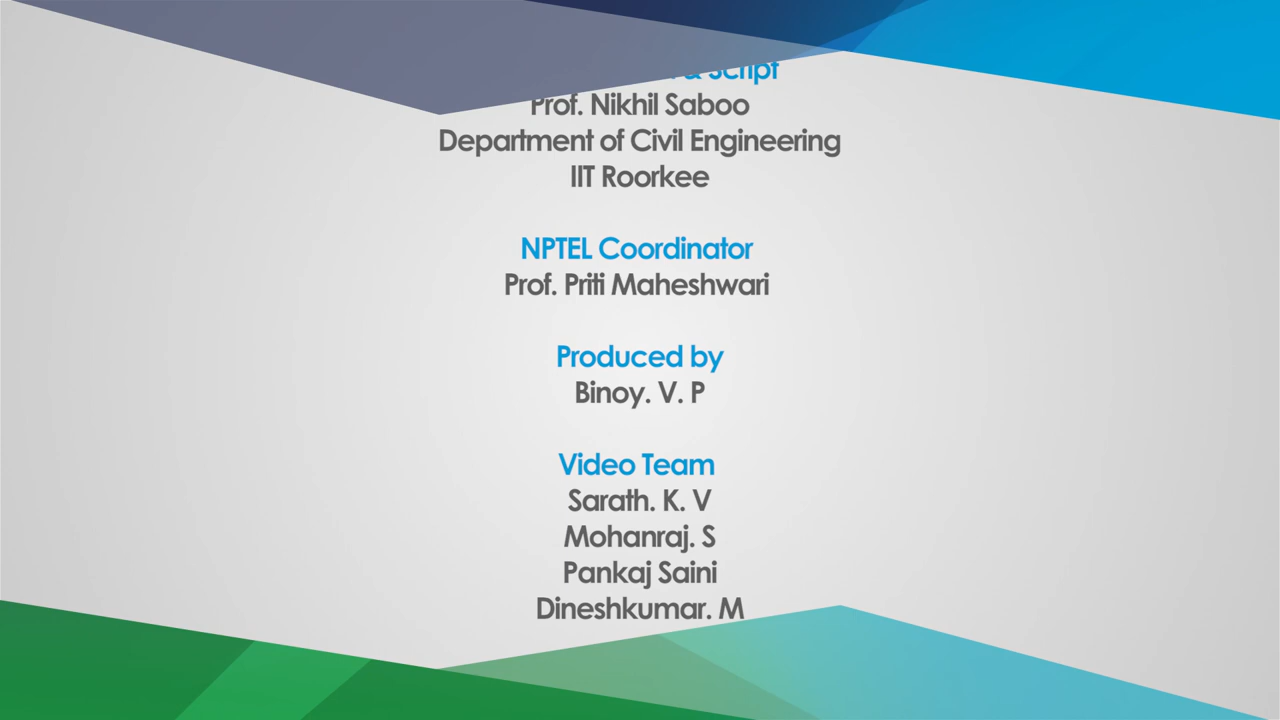 & Script
Prof. Nikhil Saboo
Department of Civil Engineering
IIT Roorkee
NPTEL Coordinator
Prof. Priti Maheshwari
Produced by
Binoy. V. P
Video Team
Sarath. K. V
Mohanraj. S
Pankaj Saini
Dineshkumar. M